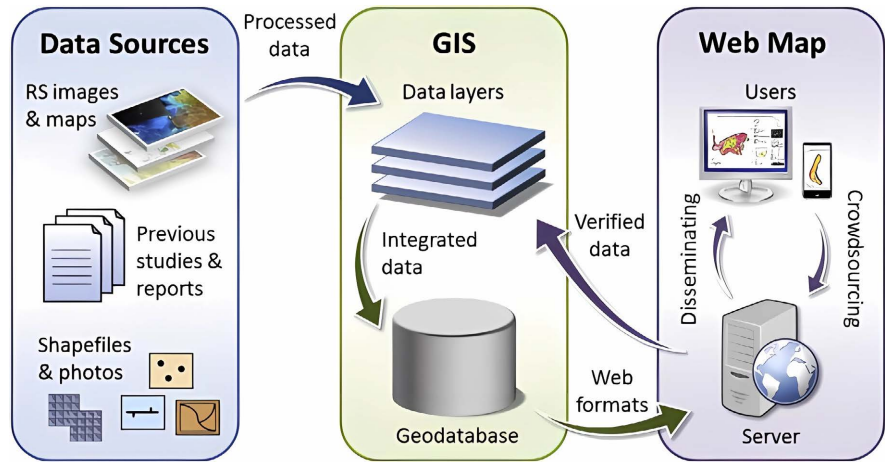 Data Sources
RS images
& maps
Previous
studies &
reports
Shapefiles
& photos
Processed
data
GIS
Data layers
Integrated
data
Geodatabase
Verified
data
Web
formats
Web Map
Users
Disseminating
Crowdsourcing
Server